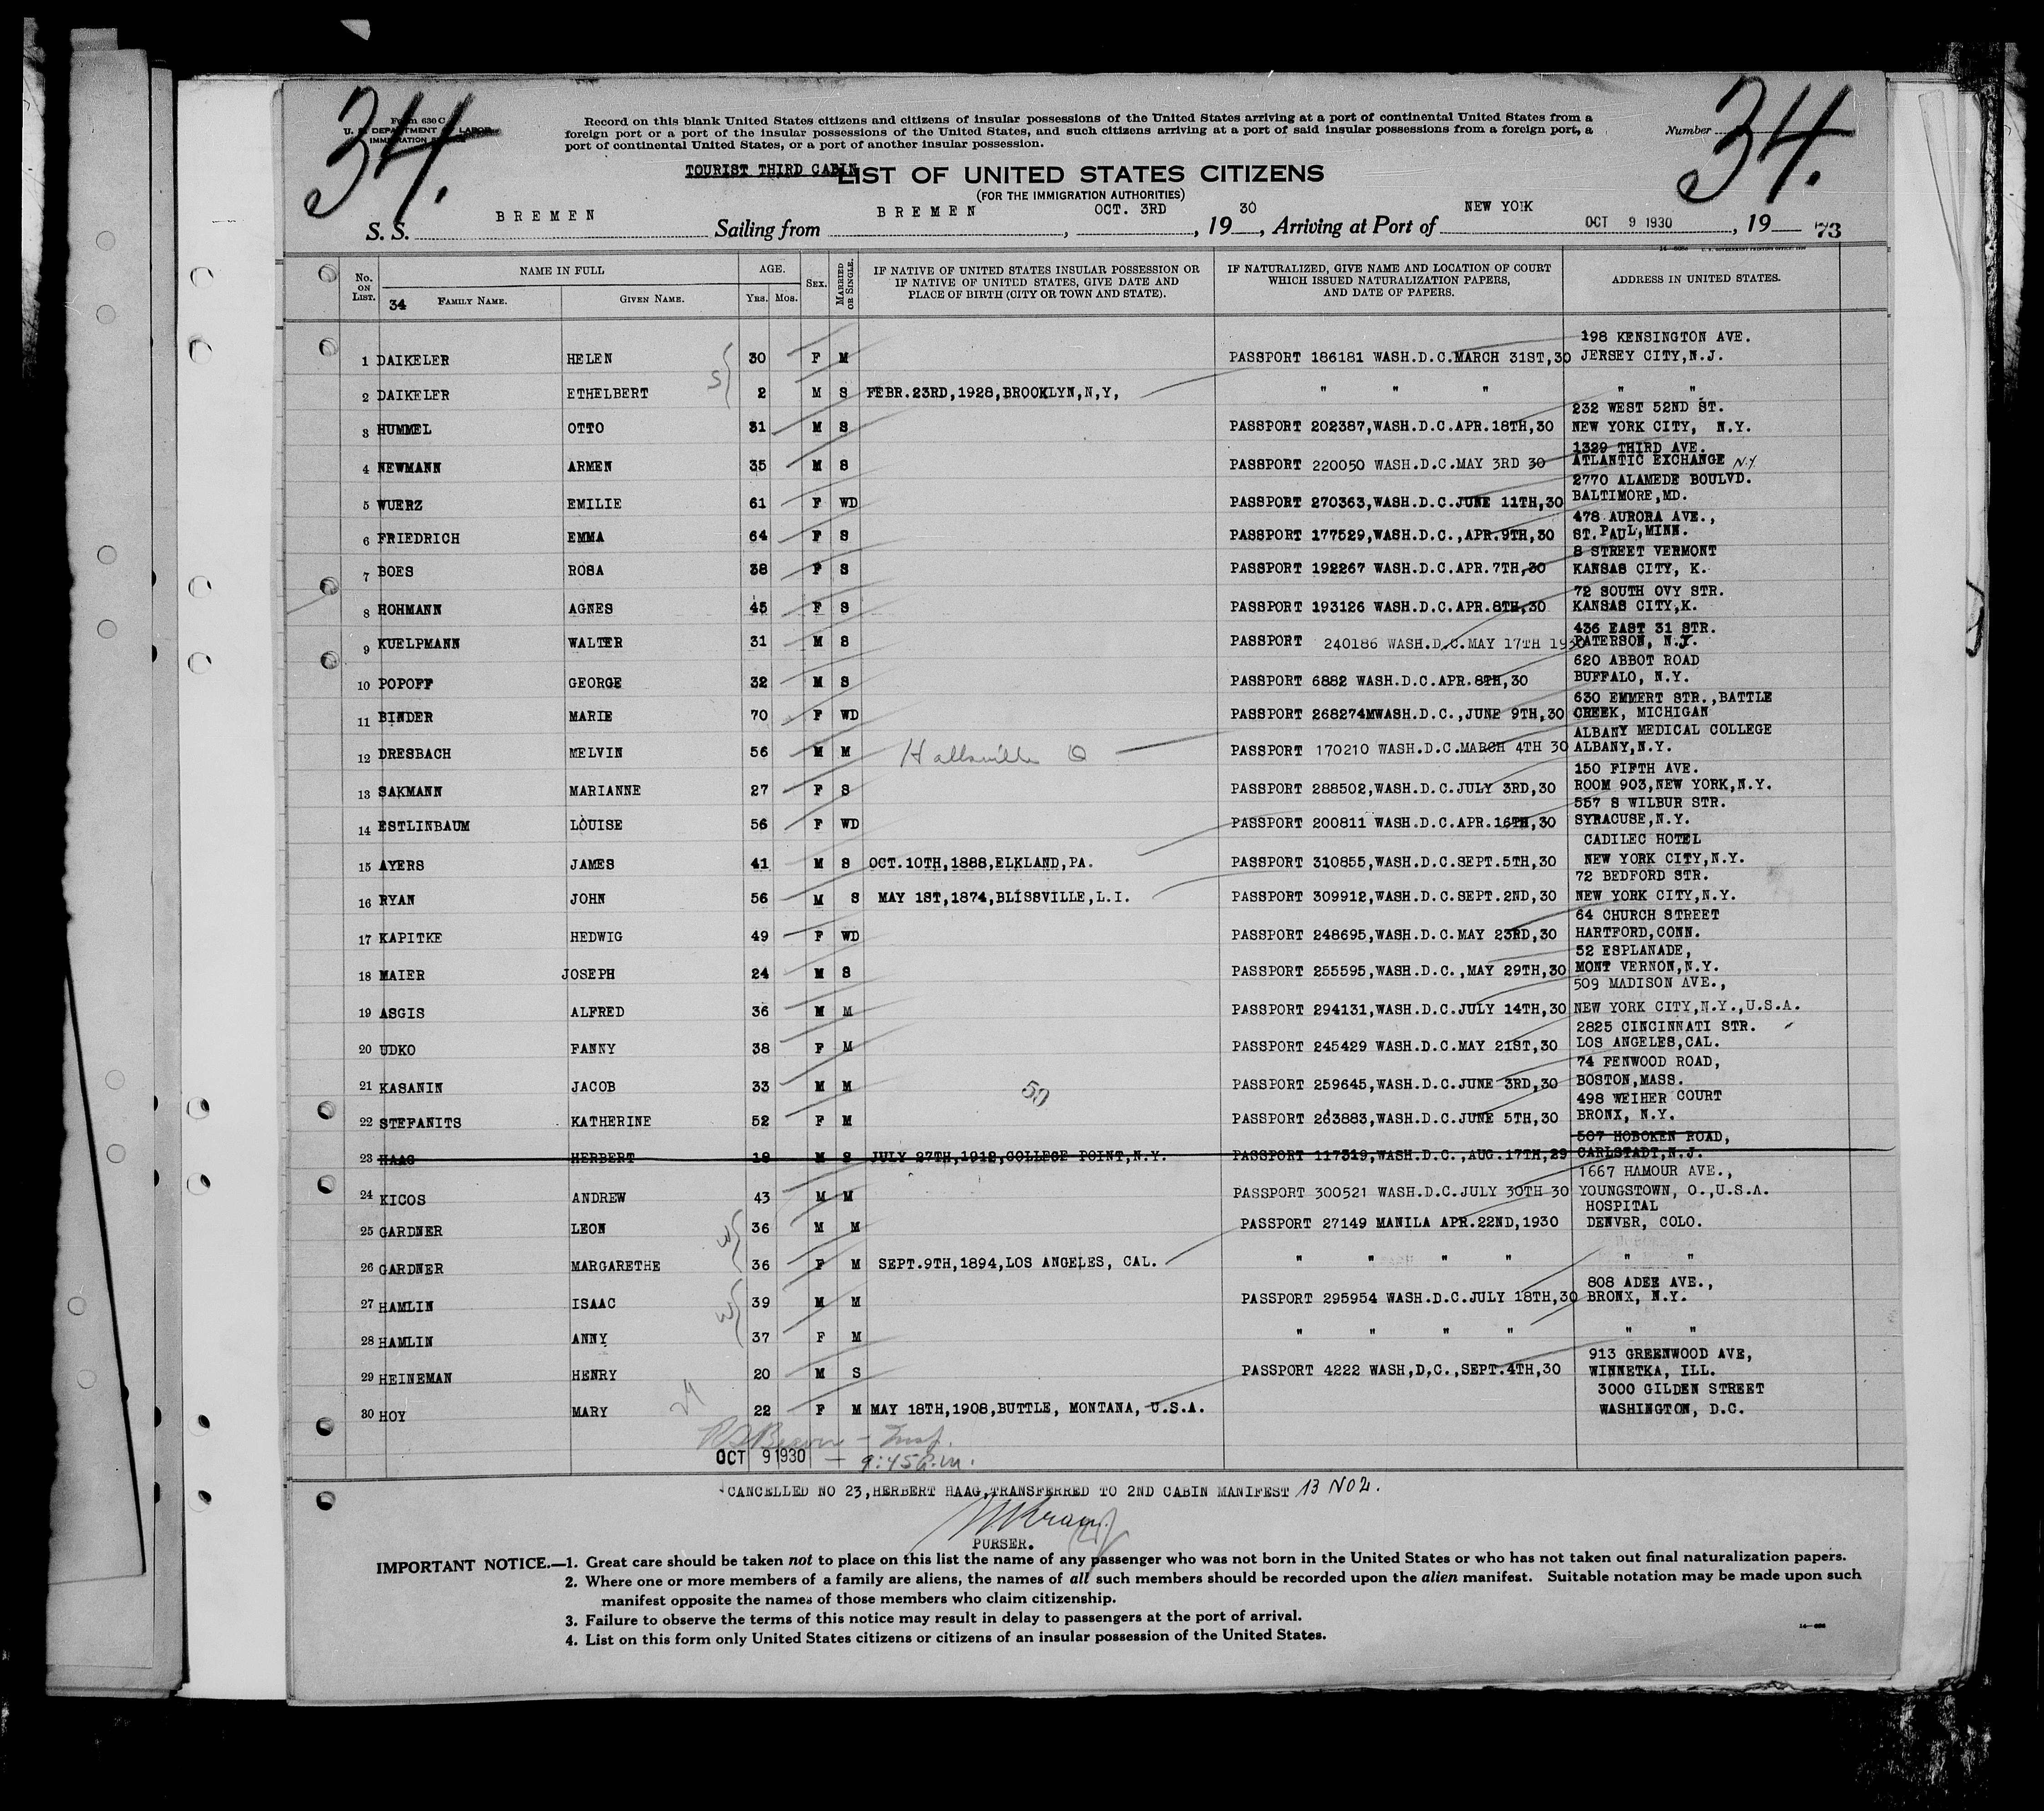 34.
Form 630 C
U. S. DEPARTMENT OF LABOR
IMMIGRATION SERVICE
Record on this blank United States citizens and citizens of insular possessions of the United States arriving at a port of continental United States from a
foreign port or a port of the insular possessions of the United States, and such citizens arriving at a port of said insular possessions from a foreign port, a
port of continental United States, or a port of another insular possession.
Number
34.
TOURIST THIRD CABIN
LIST OF UNITED STATES CITIZENS
(FOR THE IMMIGRATION AUTHORITIES)
S. S. BREMEN Sailing from BREMEN, OCT. 3RD, 1930, Arriving at Port of NEW YORK OCT 9 1930, 19 73
No. ON LIST.
NAME IN FULL
34 FAMILY NAME.
GIVEN NAME.
AGE.
Yrs. Mos.
SEX.
MARRIED OR SINGLE.
IF NATIVE OF UNITED STATES INSULAR POSSESSION OR
IF NATIVE OF UNITED STATES, GIVE DATE AND
PLACE OF BIRTH (CITY OR TOWN AND STATE).
IF NATURALIZED, GIVE NAME AND LOCATION OF COURT
WHICH ISSUED NATURALIZATION PAPERS,
AND DATE OF PAPERS.
ADDRESS IN UNITED STATES.
198 KENSINGTON AVE.
1 DAIKELER HELEN 30 F M PASSPORT 186181 WASH.D.C.MARCH 31ST,30 JERSEY CITY,N.J.
2 DAIKELER ETHELBERT 2 M S FEBR.23RD,1928,BROOKLYN,N,Y, " " " " "
232 WEST 52ND ST.
3 HUMMEL OTTO 31 M S PASSPORT 202387,WASH.D.C.APR.18TH,30 NEW YORK CITY, N.Y.
1329 THIRD AVE.
4 NEWMANN ARMEN 35 M S PASSPORT 220050 WASH.D.C.MAY 3RD 30 ATLANTIC EXCHANGE N.Y.
2770 ALAMEDE BOULVD.
5 WUERZ EMILIE 61 F WD PASSPORT 270363,WASH.D.C.JUNE 11TH,30 BALTIMORE,MD.
478 AURORA AVE.,
6 FRIEDRICH EMMA 64 F S PASSPORT 177529,WASH.D.C.,APR.9TH,30 ST.PAUL,MINN.
8 STREET VERMONT
7 BOES ROSA 38 F S PASSPORT 192267 WASH.D.C.APR.7TH,30 KANSAS CITY, K.
72 SOUTH OVY STR.
8 HOHMANN AGNES 45 F S PASSPORT 193126 WASH.D.C.APR.8TH,30 KANSAS CITY,K.
436 EAST 31 STR.
9 KUELPMANN WALTER 31 M S PASSPORT 240186 WASH.D.C.MAY 17TH 1930 PATERSON, N.J.
620 ABBOT ROAD
10 POPOFF GEORGE 32 M S PASSPORT 6882 WASH.D.C.APR.8TH,30 BUFFALO, N.Y.
630 EMMERT STR.,BATTLE
11 BINDER MARIE 70 F WD PASSPORT 268274MWASH.D.C.,JUNE 9TH,30 CREEK, MICHIGAN
ALBANY MEDICAL COLLEGE
12 DRESBACH MELVIN 56 M M Hallsville O PASSPORT 170210 WASH.D.C.MARCH 4TH 30 ALBANY,N.Y.
150 FIFTH AVE.
13 SAKMANN MARIANNE 27 F S PASSPORT 288502,WASH.D.C.JULY 3RD,30 ROOM 903,NEW YORK,N.Y.
557 S WILBUR STR.
14 ESTLINBAUM LOUISE 56 F WD PASSPORT 200811 WASH.D.C.APR.16TH,30 SYRACUSE,N.Y.
CADILEC HOTEL
15 AYERS JAMES 41 M S OCT.10TH,1888,ELKLAND,PA. PASSPORT 310855,WASH.D.C.SEPT.5TH,30 NEW YORK CITY,N.Y.
72 BEDFORD STR.
16 RYAN JOHN 56 M S MAY 1ST,1874,BLISSVILLE,L.I. PASSPORT 309912,WASH.D.C.SEPT.2ND,30 NEW YORK CITY,N.Y.
64 CHURCH STREET
17 KAPITKE HEDWIG 49 F WD PASSPORT 248695,WASH.D.C.MAY 23RD,30 HARTFORD,CONN.
52 ESPLANADE,
18 MAIER JOSEPH 24 M S PASSPORT 255595,WASH.D.C.,MAY 29TH,30 MONT VERNON,N.Y.
509 MADISON AVE.,
19 ASGIS ALFRED 36 M M PASSPORT 294131,WASH.D.C.JULY 14TH,30 NEW YORK CITY,N.Y.,U.S.A.
2825 CINCINNATI STR.
20 UDKO FANNY 38 F M PASSPORT 245429 WASH.D.C.MAY 21ST,30 LOS ANGELES,CAL.
74 FENWOOD ROAD,
21 KASANIN JACOB 33 M M 50 PASSPORT 259645,WASH.D.C.JUNE 3RD,30 BOSTON,MASS.
498 WEIHER COURT
22 STEFANITS KATHERINE 52 F M PASSPORT 263883,WASH.D.C.JUNE 5TH,30 BRONX, N.Y.
507 HOBOKEN ROAD,
23 HAAG HERBERT 18 M S JULY 27TH,1912,COLLEGE POINT,N.Y. PASSPORT 117319,WASH.D.C.,AUG.17TH,29 CARLSTADT,N.J.
1667 HAMOUR AVE.,
24 KICOS ANDREW 43 M M PASSPORT 300521 WASH.D.C.JULY 30TH 30 YOUNGSTOWN, O.,U.S.A.
HOSPITAL
25 GARDNER LEON 36 M M PASSPORT 27149 MANILA APR.22ND,1930 DENVER, COLO.
26 GARDNER MARGARETHE 36 F M SEPT.9TH,1894,LOS ANGELES, CAL. " " " " " "
808 ADEE AVE.,
27 HAMLIN ISAAC 39 M M PASSPORT 295954 WASH.D.C.JULY 18TH,30 BRONX, N.Y.
28 HAMLIN ANNY 37 F M " " " " " "
913 GREENWOOD AVE,
29 HEINEMAN HENRY 20 M S PASSPORT 4222 WASH,D,C.,SEPT.4TH,30 WINNETKA, ILL.
3000 GILDEN STREET
30 HOY MARY 22 F M MAY 18TH,1908,BUTTLE, MONTANA, U.S.A. WASHINGTON, D.C.
Insp.
OCT 9 1930 – 9:45 a.m.
CANCELLED NO 23,HERBERT HAAG,TRANSFERRED TO 2ND CABIN MANIFEST 13 NO 2.
PURSER.
IMPORTANT NOTICE.—1. Great care should be taken not to place on this list the name of any passenger who was not born in the United States or who has not taken out final naturalization papers.
2. Where one or more members of a family are aliens, the names of all such members should be recorded upon the alien manifest. Suitable notation may be made upon such
manifest opposite the names of those members who claim citizenship.
3. Failure to observe the terms of this notice may result in delay to passengers at the port of arrival.
4. List on this form only United States citizens or citizens of an insular possession of the United States.